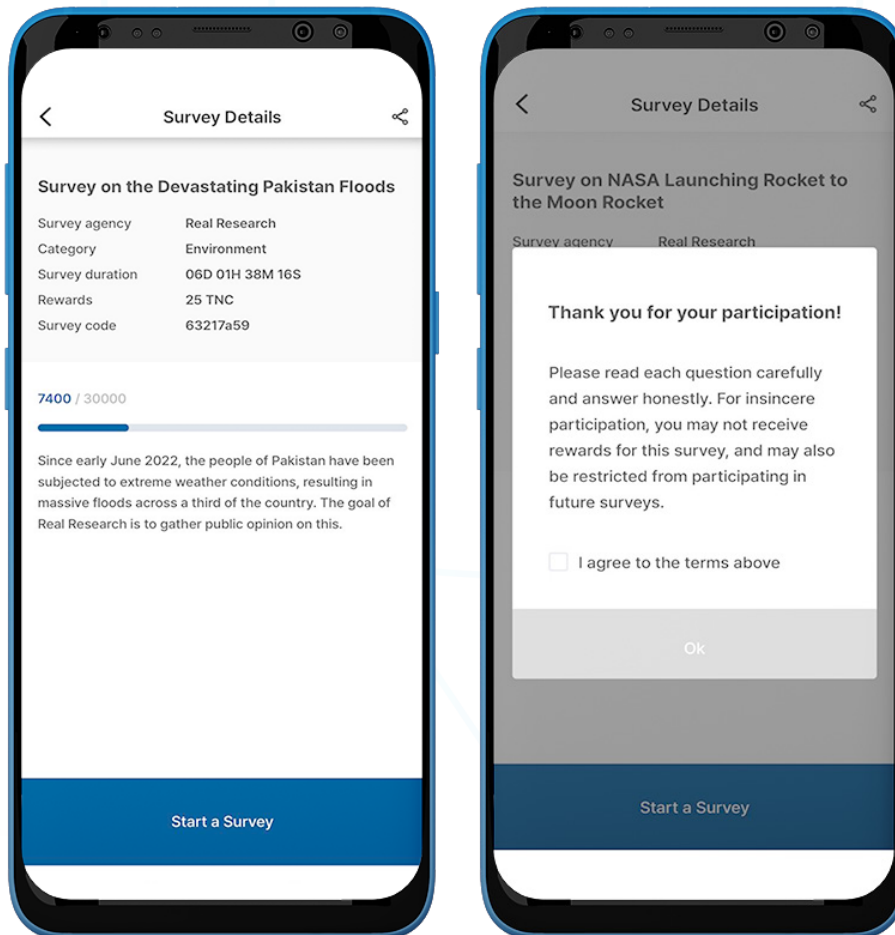 Survey Details
Survey on the Devastating Pakistan Floods
Survey agency Real Research
Category Environment
Survey duration 06D 01H 38M 16S
Rewards 25 TNC
Survey code 63217a59
7400 / 30000
Since early June 2022, the people of Pakistan have been
subjected to extreme weather conditions, resulting in
massive floods across a third of the country. The goal of
Real Research is to gather public opinion on this.
Start a Survey
Survey Details
Survey on NASA Launching Rocket to
the Moon Rocket
Survey agency Real Research
Thank you for your participation!
Please read each question carefully
and answer honestly. For insincere
participation, you may not receive
rewards for this survey, and may also
be restricted from participating in
future surveys.
I agree to the terms above
Ok
Start a Survey